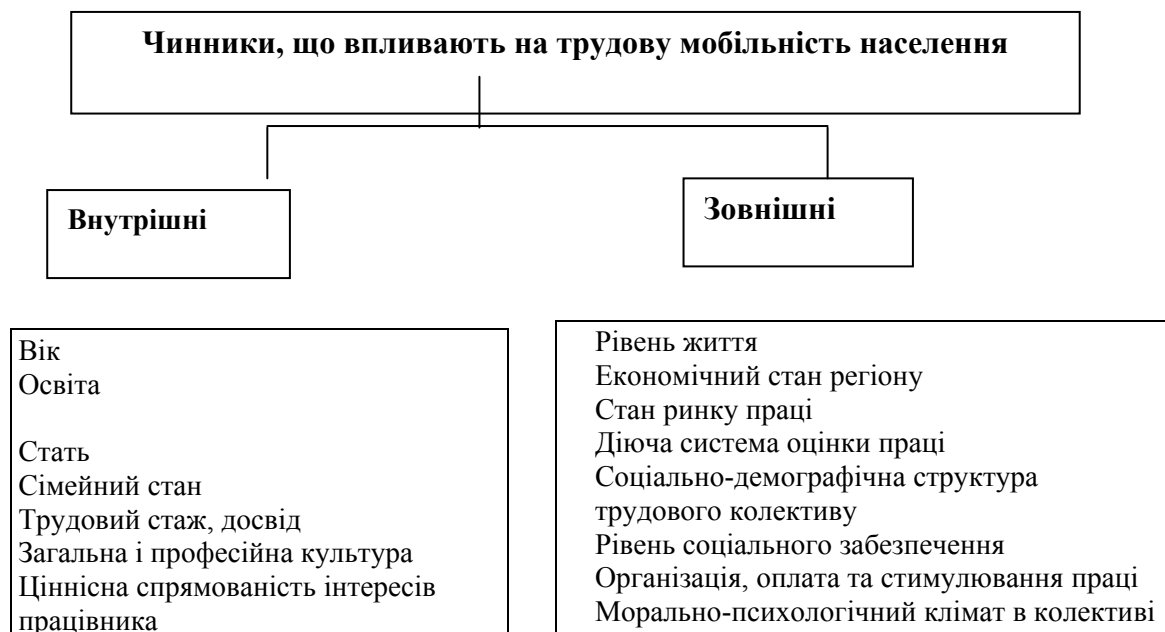 Чинники, що впливають на трудову мобільність населення
Внутрішні
Зовнішні
Вік
Освіта
Стать
Сімейний стан
Трудовий стаж, досвід
Загальна і професійна культура
Ціннісна спрямованість інтересів
працівника
Рівень життя
Економічний стан регіону
Стан ринку праці
Діюча система оцінки праці
Соціально-демографічна структура
трудового колективу
Рівень соціального забезпечення
Організація, оплата та стимулювання праці
Морально-психологічний клімат в колективі